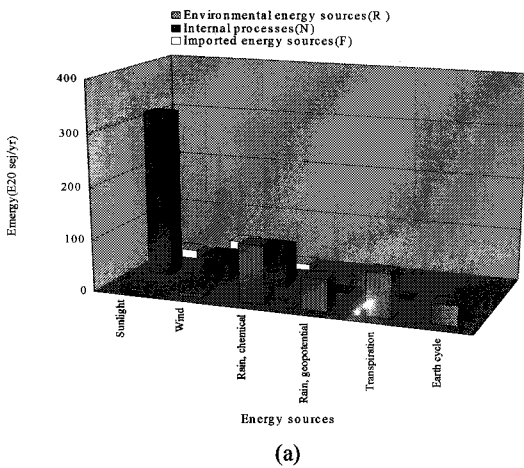 Environmental energy sources(R )
Internal processes(N)
Imported energy sources(F)
400
300
200
100
0
Emergy(E20 sej/yr)
Sunlight
Wind
Rain, chemical
Rain, geopotential
Transpiration
Earth cycle
Energy sources
(a)